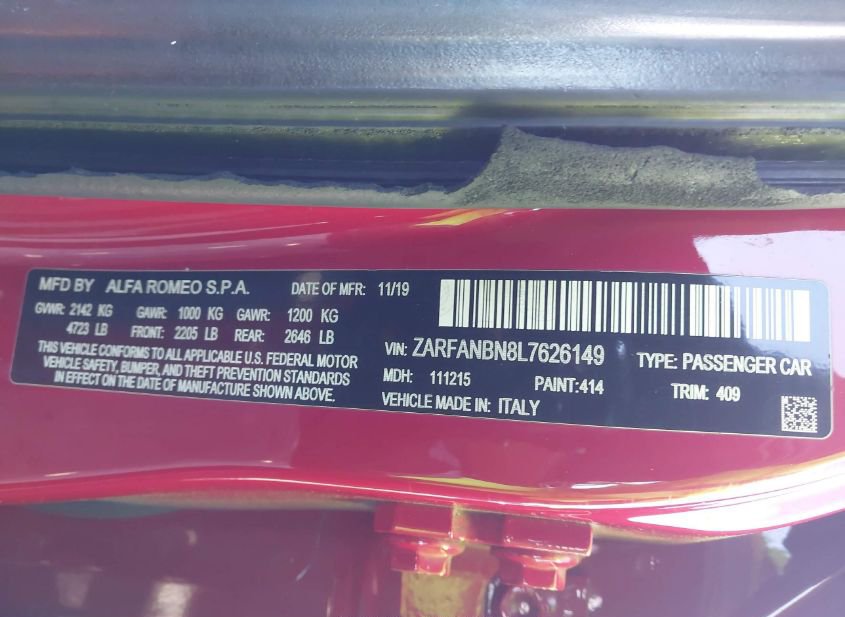 MFD BY ALFA ROMEO S.P.A. DATE OF MFR: 11/19
GVWR: 2142 KG GAWR: 1000 KG GAWR: 1200 KG
4723 LB FRONT: 2205 LB REAR: 2646 LB
THIS VEHICLE CONFORMS TO ALL APPLICABLE U.S. FEDERAL MOTOR
VEHICLE SAFETY, BUMPER, AND THEFT PREVENTION STANDARDS
IN EFFECT ON THE DATE OF MANUFACTURE SHOWN ABOVE.
VIN: ZARFANBN8L7626149 TYPE: PASSENGER CAR
MDH: 111215 PAINT:414 TRIM: 409
VEHICLE MADE IN: ITALY